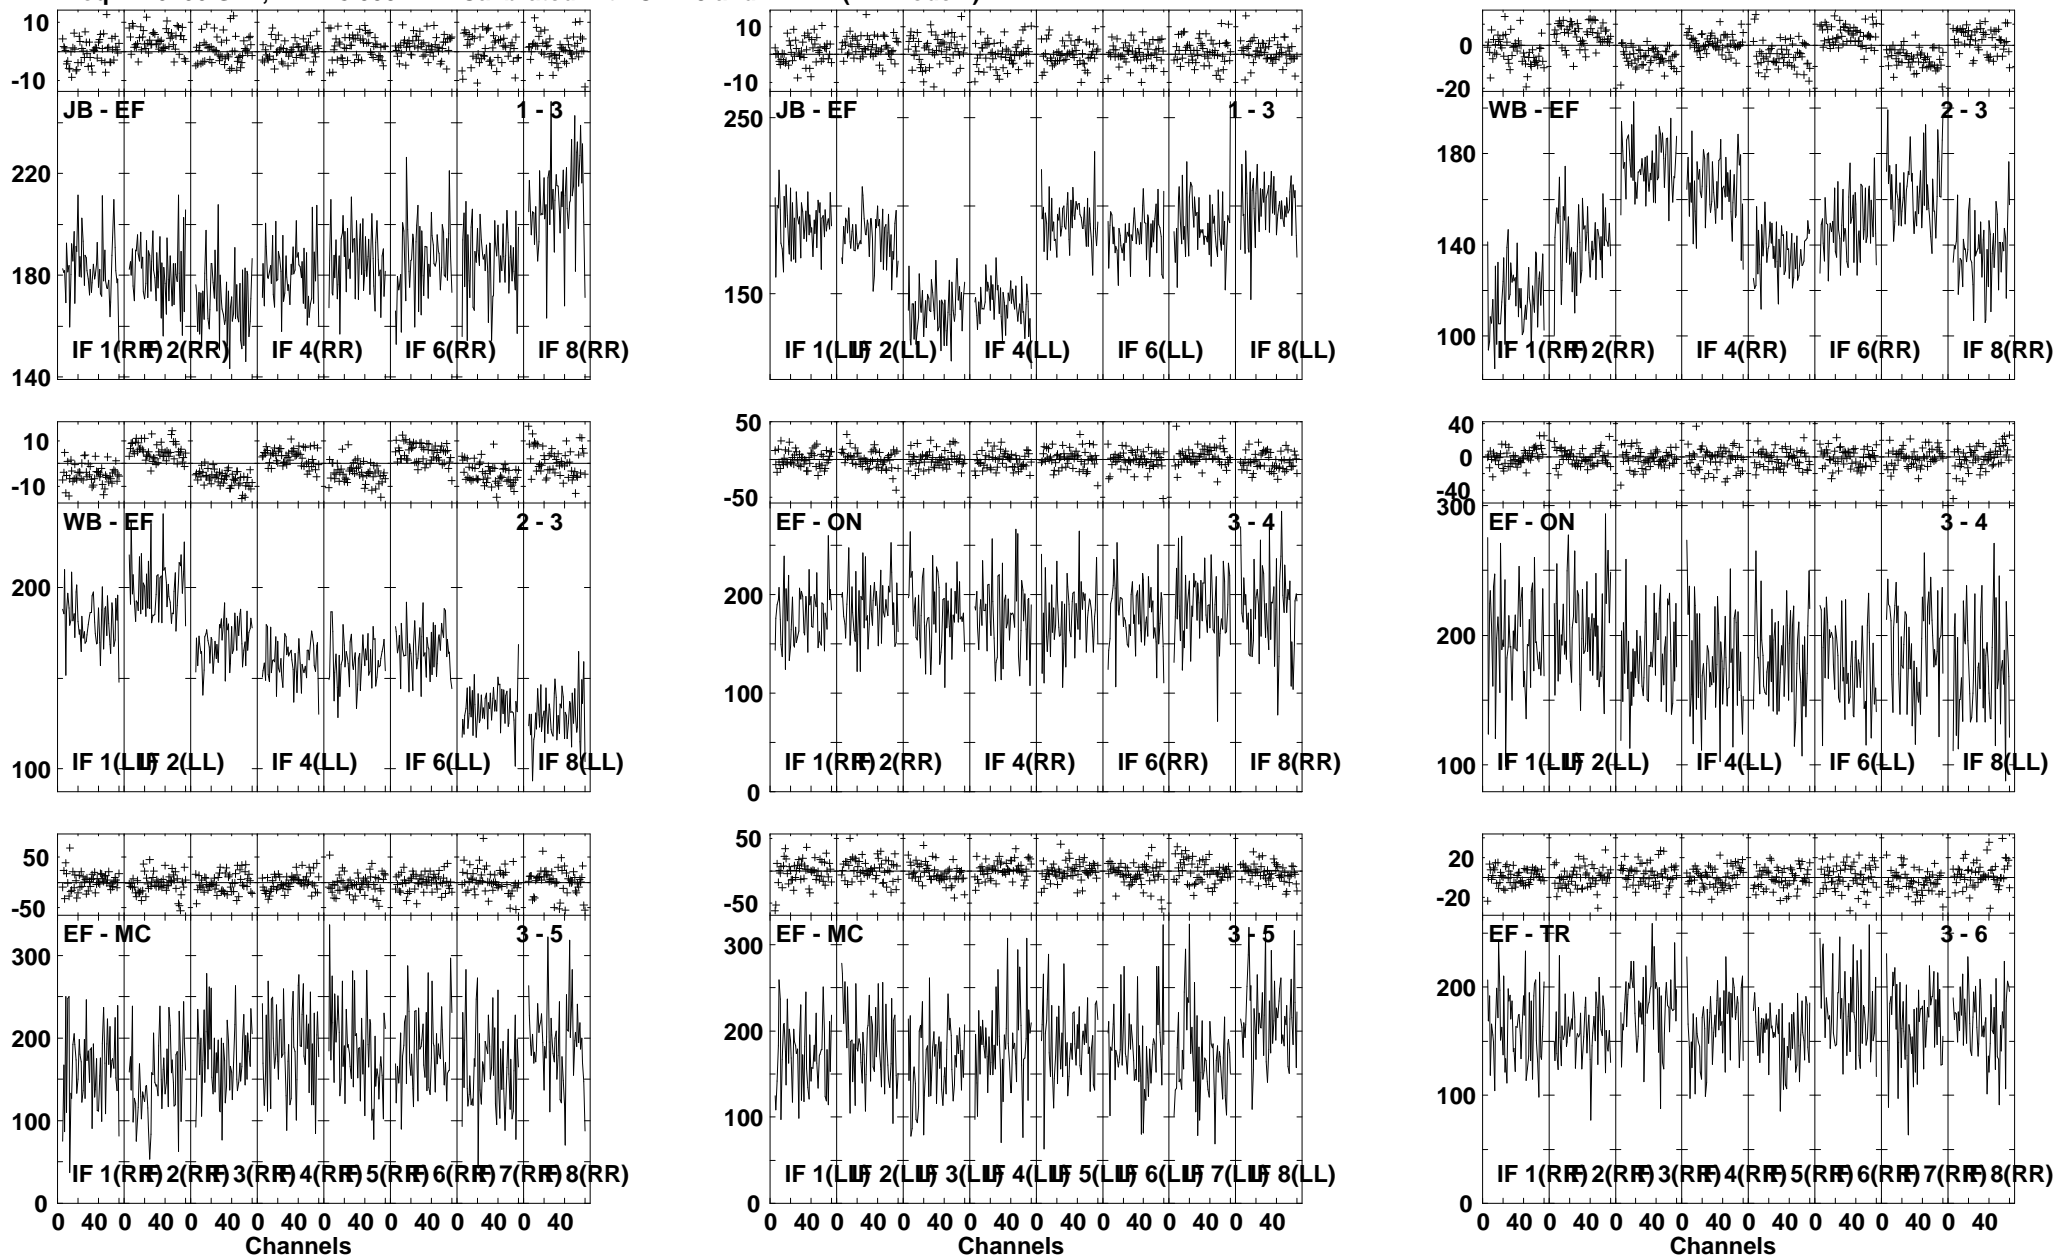 10
-10
JB - EF 1 - 3
220
180
140
IF 1(RR) IF 2(RR) IF 4(RR) IF 6(RR) IF 8(RR)
10
-10
JB - EF 1 - 3
250
150
IF 1(LL) IF 2(LL) IF 4(LL) IF 6(LL) IF 8(LL)
0
-20
WB - EF 2 - 3
180
140
100
IF 1(RR) IF 2(RR) IF 4(RR) IF 6(RR) IF 8(RR)
10
-10
WB - EF 2 - 3
200
100
IF 1(LL) IF 2(LL) IF 4(LL) IF 6(LL) IF 8(LL)
50
0
-50
EF - ON 3 - 4
200
100
0
IF 1(RR) IF 2(RR) IF 4(RR) IF 6(RR) IF 8(RR)
40
0
-40
300
EF - ON 3 - 4
200
100
IF 1(LL) IF 2(LL) IF 4(LL) IF 6(LL) IF 8(LL)
50
-50
EF - MC 3 - 5
300
200
100
0
IF 1(RR) IF 2(RR) IF 3(RR) IF 4(RR) IF 5(RR) IF 6(RR) IF 7(RR) IF 8(RR)
0 40 0 40 0 40 0 40 0 40 0 40 0 40 0 40
Channels
50
-50
EF - MC 3 - 5
300
200
100
0
IF 1(LL) IF 2(LL) IF 3(LL) IF 4(LL) IF 5(LL) IF 6(LL) IF 7(LL) IF 8(LL)
0 40 0 40 0 40 0 40 0 40 0 40 0 40 0 40
Channels
20
-20
EF - TR 3 - 6
200
100
0
IF 1(RR) IF 2(RR) IF 3(RR) IF 4(RR) IF 5(RR) IF 6(RR) IF 7(RR) IF 8(RR)
0 40 0 40 0 40 0 40 0 40 0 40 0 40 0 40
Channels